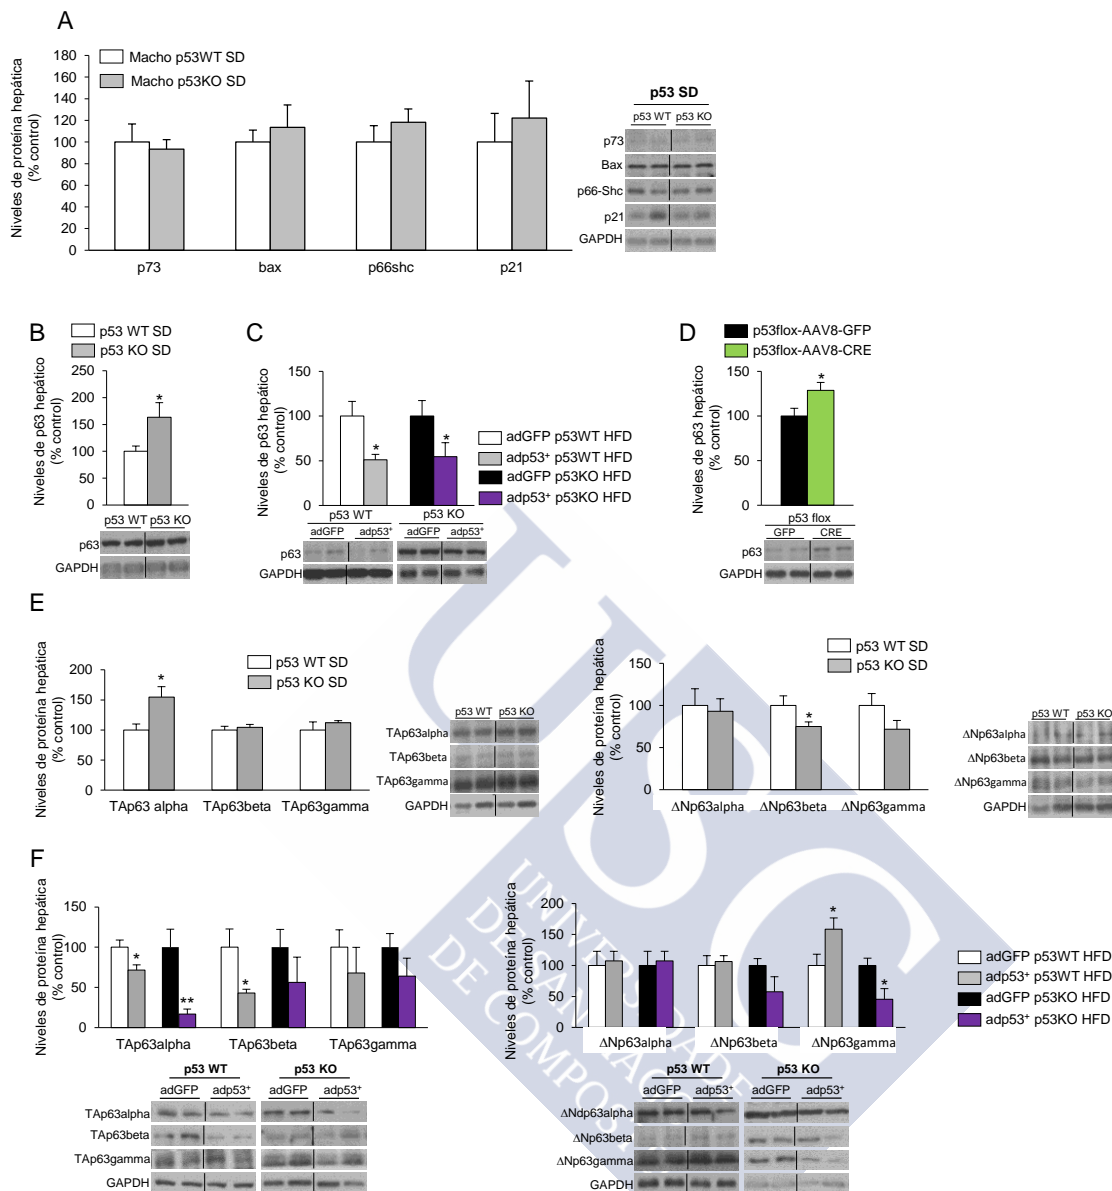 A
Niveles de proteína hepática
(% control)
180
160
140
120
100
80
60
40
20
0
Macho p53WT SD
Macho p53KO SD
p73
bax
p66shc
p21
p53 SD
p53 WT p53 KO
p73
Bax
p66-Shc
p21
GAPDH
B
p53 WT SD
p53 KO SD
Niveles de p63 hepático
(% control)
250
200
150
100
50
0
*
p53 WT p53 KO
p63
GAPDH
C
Niveles de p63 hepático
(% control)
150
100
50
0
*
*
adGFP p53WT HFD
adp53+ p53WT HFD
adGFP p53KO HFD
adp53+ p53KO HFD
p53 WT
p53 KO
adGFP adp53+ adGFP adp53+
p63
GAPDH
D
p53flox-AAV8-GFP
p53flox-AAV8-CRE
Niveles de p63 hepático
(% control)
150
100
50
0
*
p53 flox
GFP CRE
p63
GAPDH
E
Niveles de proteína hepática
(% control)
200
150
100
50
0
*
p53 WT SD
p53 KO SD
TAp63 alpha
TAp63beta
TAp63gamma
p53 WT p53 KO
TAp63alpha
TAp63beta
TAp63gamma
GAPDH
Niveles de proteína hepática
(% control)
150
100
50
0
*
p53 WT SD
p53 KO SD
ΔNp63alpha
ΔNp63beta
ΔNp63gamma
p53 WT p53 KO
ΔNp63alpha
ΔNp63beta
ΔNp63gamma
GAPDH
F
Niveles de proteína hepática
(% control)
150
100
50
0
*
**
*
TAp63alpha
TAp63beta
TAp63gamma
p53 WT
p53 KO
adGFP adp53+ adGFP adp53+
TAp63alpha
TAp63beta
TAp63gamma
GAPDH
Niveles de proteína hepática
(% control)
200
150
100
50
0
*
*
ΔNp63alpha
ΔNp63beta
ΔNp63gamma
adGFP p53WT HFD
adp53+ p53WT HFD
adGFP p53KO HFD
adp53+ p53KO HFD
p53 WT
p53 KO
adGFP adp53+ adGFP adp53+
ΔNdp63alpha
ΔNp63beta
ΔNp63gamma
GAPDH
USC
UNIVERSIDADE
DE SANTIAGO
DE COMPOSTELA